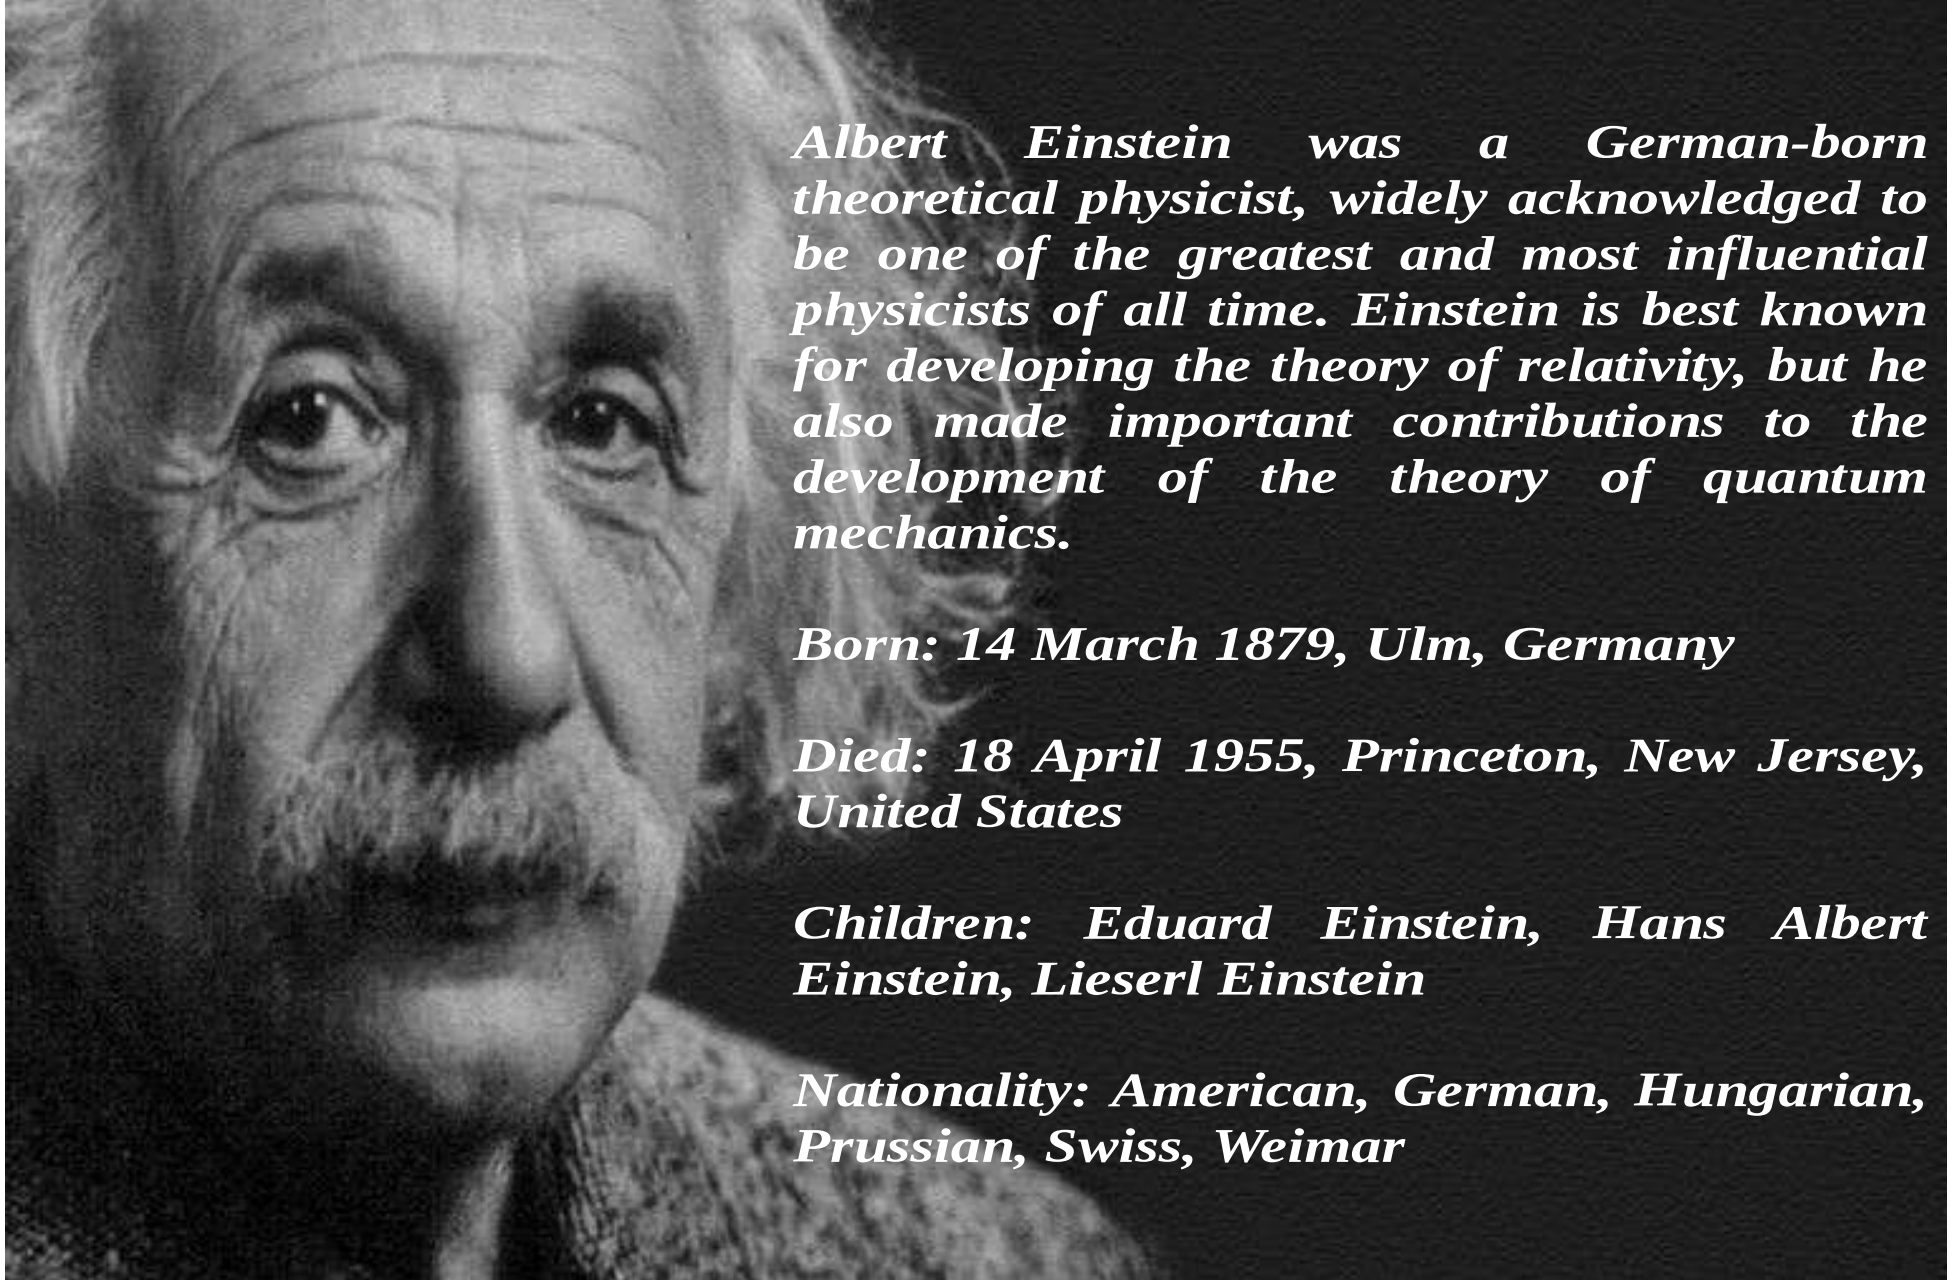 Albert Einstein was a German-born
theoretical physicist, widely acknowledged to
be one of the greatest and most influential
physicists of all time. Einstein is best known
for developing the theory of relativity, but he
also made important contributions to the
development of the theory of quantum
mechanics.
Born: 14 March 1879, Ulm, Germany
Died: 18 April 1955, Princeton, New Jersey,
United States
Children: Eduard Einstein, Hans Albert
Einstein, Lieserl Einstein
Nationality: American, German, Hungarian,
Prussian, Swiss, Weimar